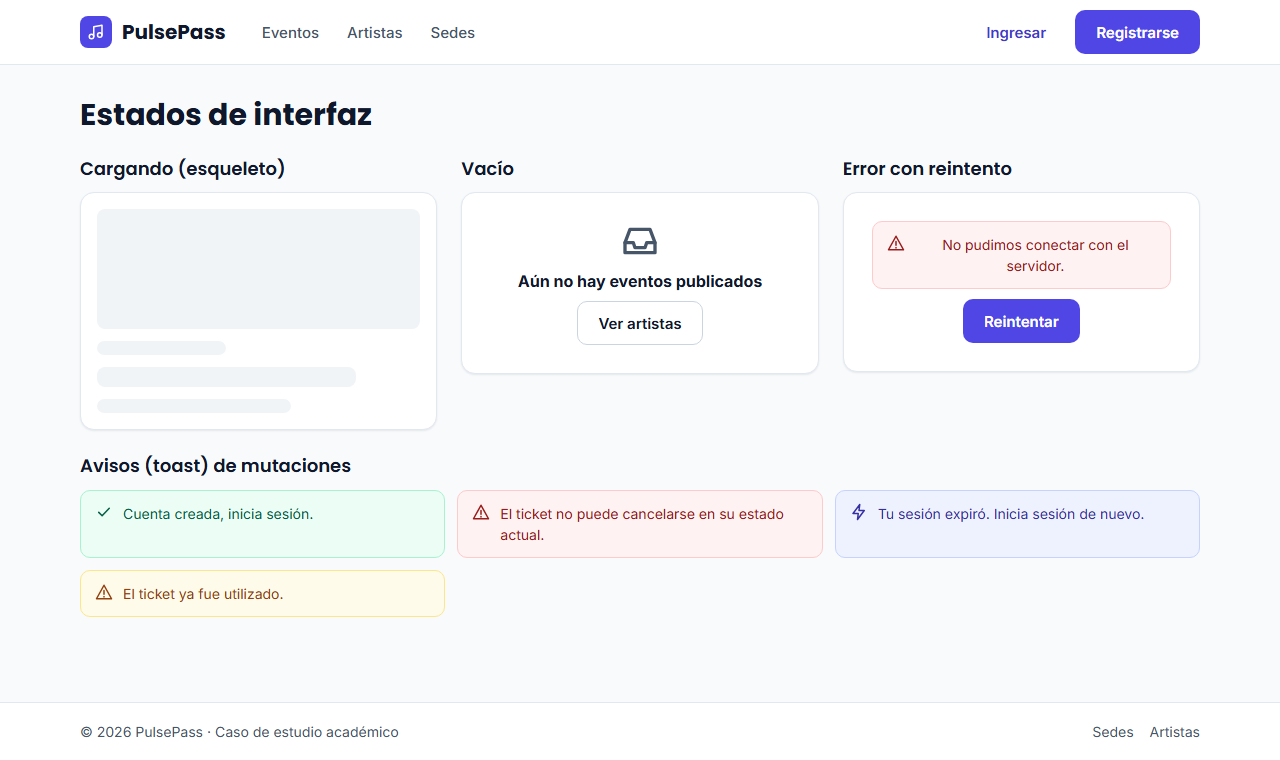 PulsePass
Eventos
Artistas
Sedes
Ingresar
Registrarse
Estados de interfaz
Cargando (esqueleto)
Vacío
Aún no hay eventos publicados
Ver artistas
Error con reintento
No pudimos conectar con el
servidor.
Reintentar
Avisos (toast) de mutaciones
Cuenta creada, inicia sesión.
El ticket no puede cancelarse en su estado
actual.
Tu sesión expiró. Inicia sesión de nuevo.
El ticket ya fue utilizado.
© 2026 PulsePass · Caso de estudio académico
Sedes
Artistas